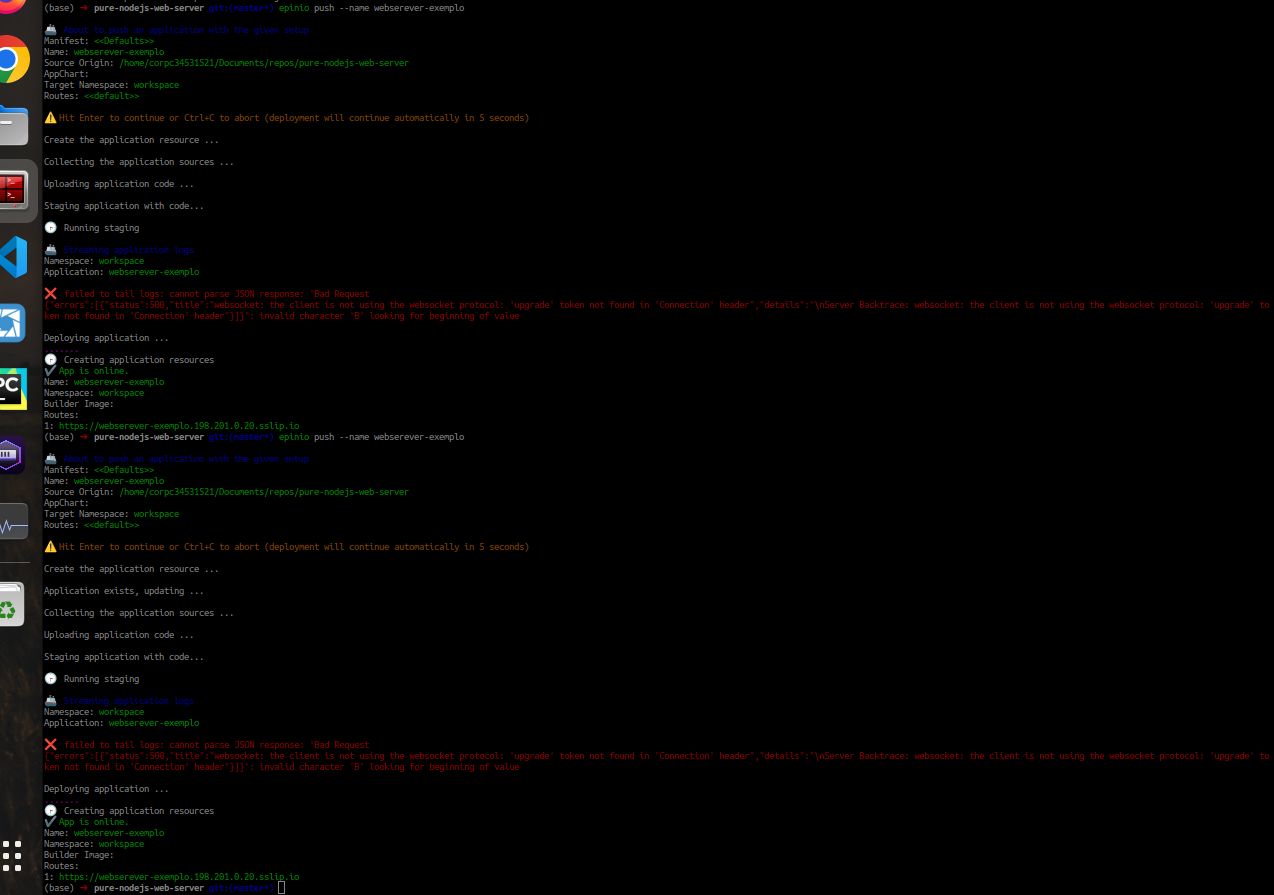 (base) → pure-nodejs-web-server git:(master*) epinio push --name webserever-exemplo
About to push an application with the given setup
Manifest: <<Defaults>>
Name: webserever-exemplo
Source Origin: /home/corpc34531521/Documents/repos/pure-nodejs-web-server
AppChart:
Target Namespace: workspace
Routes: <<default>>
Hit Enter to continue or Ctrl+C to abort (deployment will continue automatically in 5 seconds)
Create the application resource ...
Collecting the application sources ...
Uploading application code ...
Staging application with code...
Running staging
Streaming application logs
Namespace: workspace
Application: webserever-exemplo
failed to tail logs: cannot parse JSON response: 'Bad Request
{"errors":[{"status":500,"title":"websocket: the client is not using the websocket protocol: 'upgrade' token not found in 'Connection' header","details":"\nServer Backtrace: websocket: the client is not using the websocket protocol: 'upgrade' to
ken not found in 'Connection' header"}]}': invalid character 'B' looking for beginning of value
Deploying application ...
.......
Creating application resources
App is online.
Name: webserever-exemplo
Namespace: workspace
Builder Image:
Routes:
1: https://webserever-exemplo.198.201.0.20.sslip.io
(base) → pure-nodejs-web-server git:(master*) epinio push --name webserever-exemplo
About to push an application with the given setup
Manifest: <<Defaults>>
Name: webserever-exemplo
Source Origin: /home/corpc34531521/Documents/repos/pure-nodejs-web-server
AppChart:
Target Namespace: workspace
Routes: <<default>>
Hit Enter to continue or Ctrl+C to abort (deployment will continue automatically in 5 seconds)
Create the application resource ...
Application exists, updating ...
Collecting the application sources ...
Uploading application code ...
Staging application with code...
Running staging
Streaming application logs
Namespace: workspace
Application: webserever-exemplo
failed to tail logs: cannot parse JSON response: 'Bad Request
{"errors":[{"status":500,"title":"websocket: the client is not using the websocket protocol: 'upgrade' token not found in 'Connection' header","details":"\nServer Backtrace: websocket: the client is not using the websocket protocol: 'upgrade' to
ken not found in 'Connection' header"}]}': invalid character 'B' looking for beginning of value
Deploying application ...
.......
Creating application resources
App is online.
Name: webserever-exemplo
Namespace: workspace
Builder Image:
Routes:
1: https://webserever-exemplo.198.201.0.20.sslip.io
(base) → pure-nodejs-web-server git:(master*)
PC